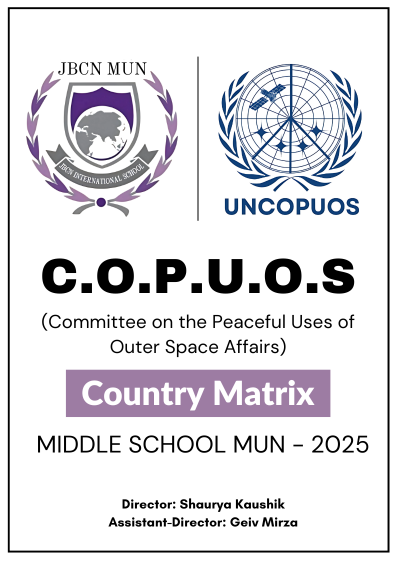 JBCN MUN
JBCN INTERNATIONAL SCHOOL
UNCOPUOS
C.O.P.U.O.S
(Committee on the Peaceful Uses of
Outer Space Affairs)
Country Matrix
MIDDLE SCHOOL MUN - 2025
Director: Shaurya Kaushik
Assistant-Director: Geiv Mirza